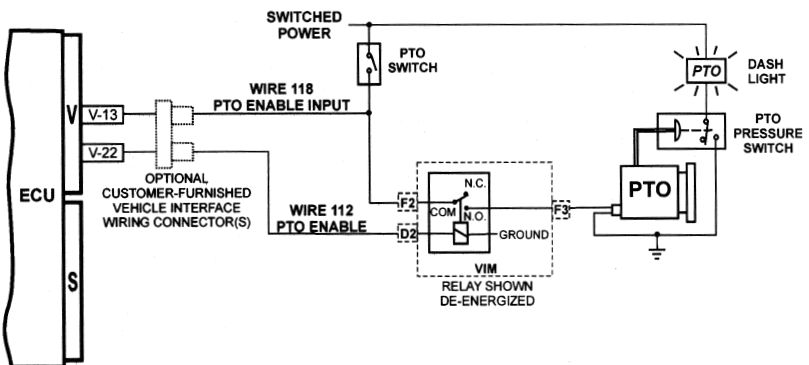 SWITCHED
POWER
PTO
SWITCH
PTO
DASH
LIGHT
WIRE 118
PTO ENABLE INPUT
V
V-13
V-22
PTO
PRESSURE
SWITCH
ECU
OPTIONAL
CUSTOMER-FURNISHED
VEHICLE INTERFACE
WIRING CONNECTOR(S)
N.C.
F2
COM
N.O.
F3
PTO
WIRE 112
PTO ENABLE
D2
GROUND
S
VIM
RELAY SHOWN
DE-ENERGIZED